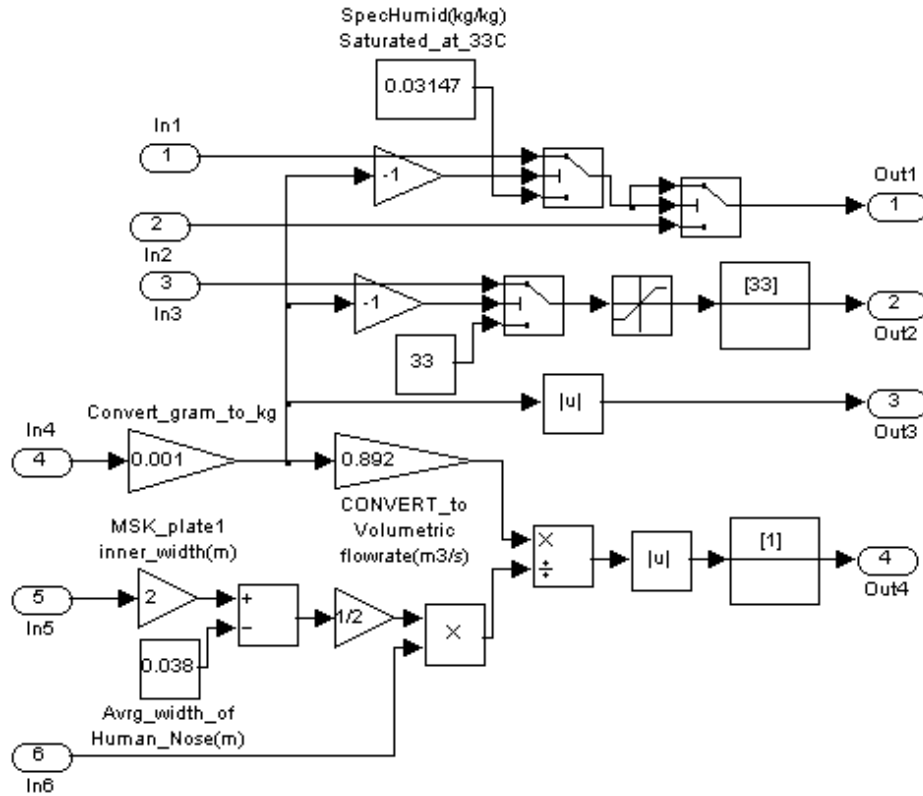 SpecHumid(kg/kg)
Saturated_at_33C
0.03147
In1
1
-1
Out1
1
2
In2
3
In3
-1
[33]
2
Out2
33
Convert_gram_to_kg
|u|
3
Out3
In4
4
0.001
0.892
CONVERT_to
Volumetric
flowrate(m3/s)
MSK_plate1
inner_width(m)
×
÷
|u|
[1]
4
Out4
5
In5
2
+
−
1/2
×
0.038
Avrg_width_of
Human_Nose(m)
6
In6